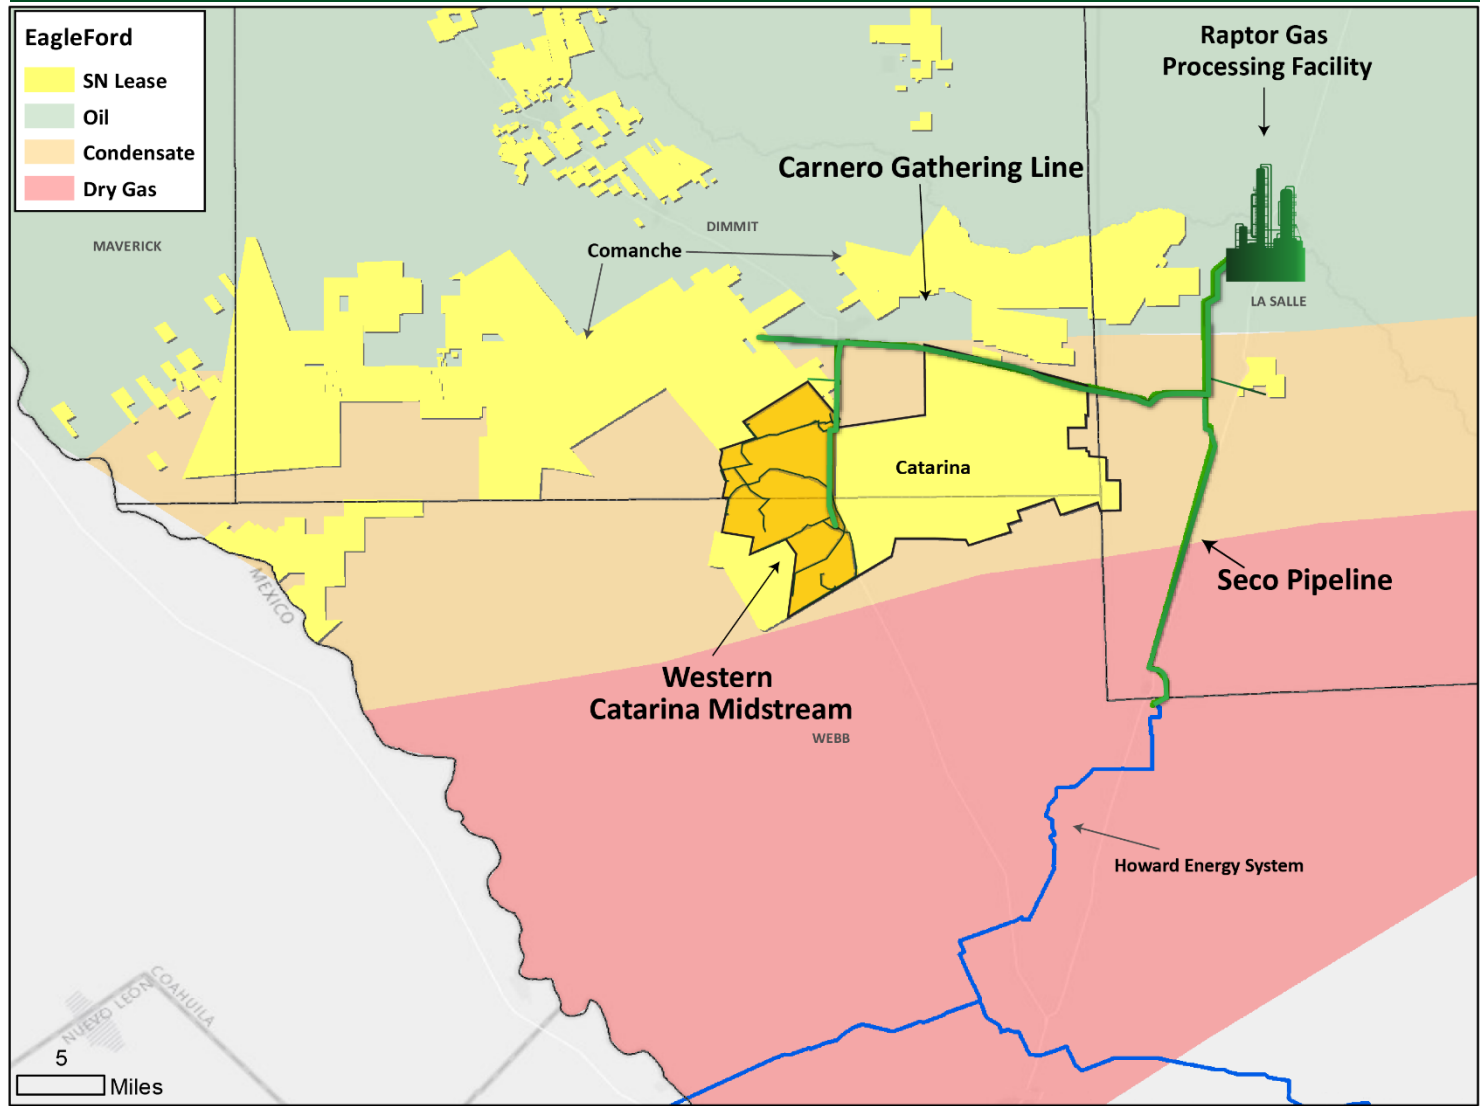 EagleFord
SN Lease
Oil
Condensate
Dry Gas
Raptor Gas
Processing Facility
Carnero Gathering Line
MAVERICK
DIMMIT
Comanche
LA SALLE
Catarina
Seco Pipeline
MEXICO
Western
Catarina Midstream
WEBB
Howard Energy System
COAHUILA
NUEVO LEÓN
5
Miles